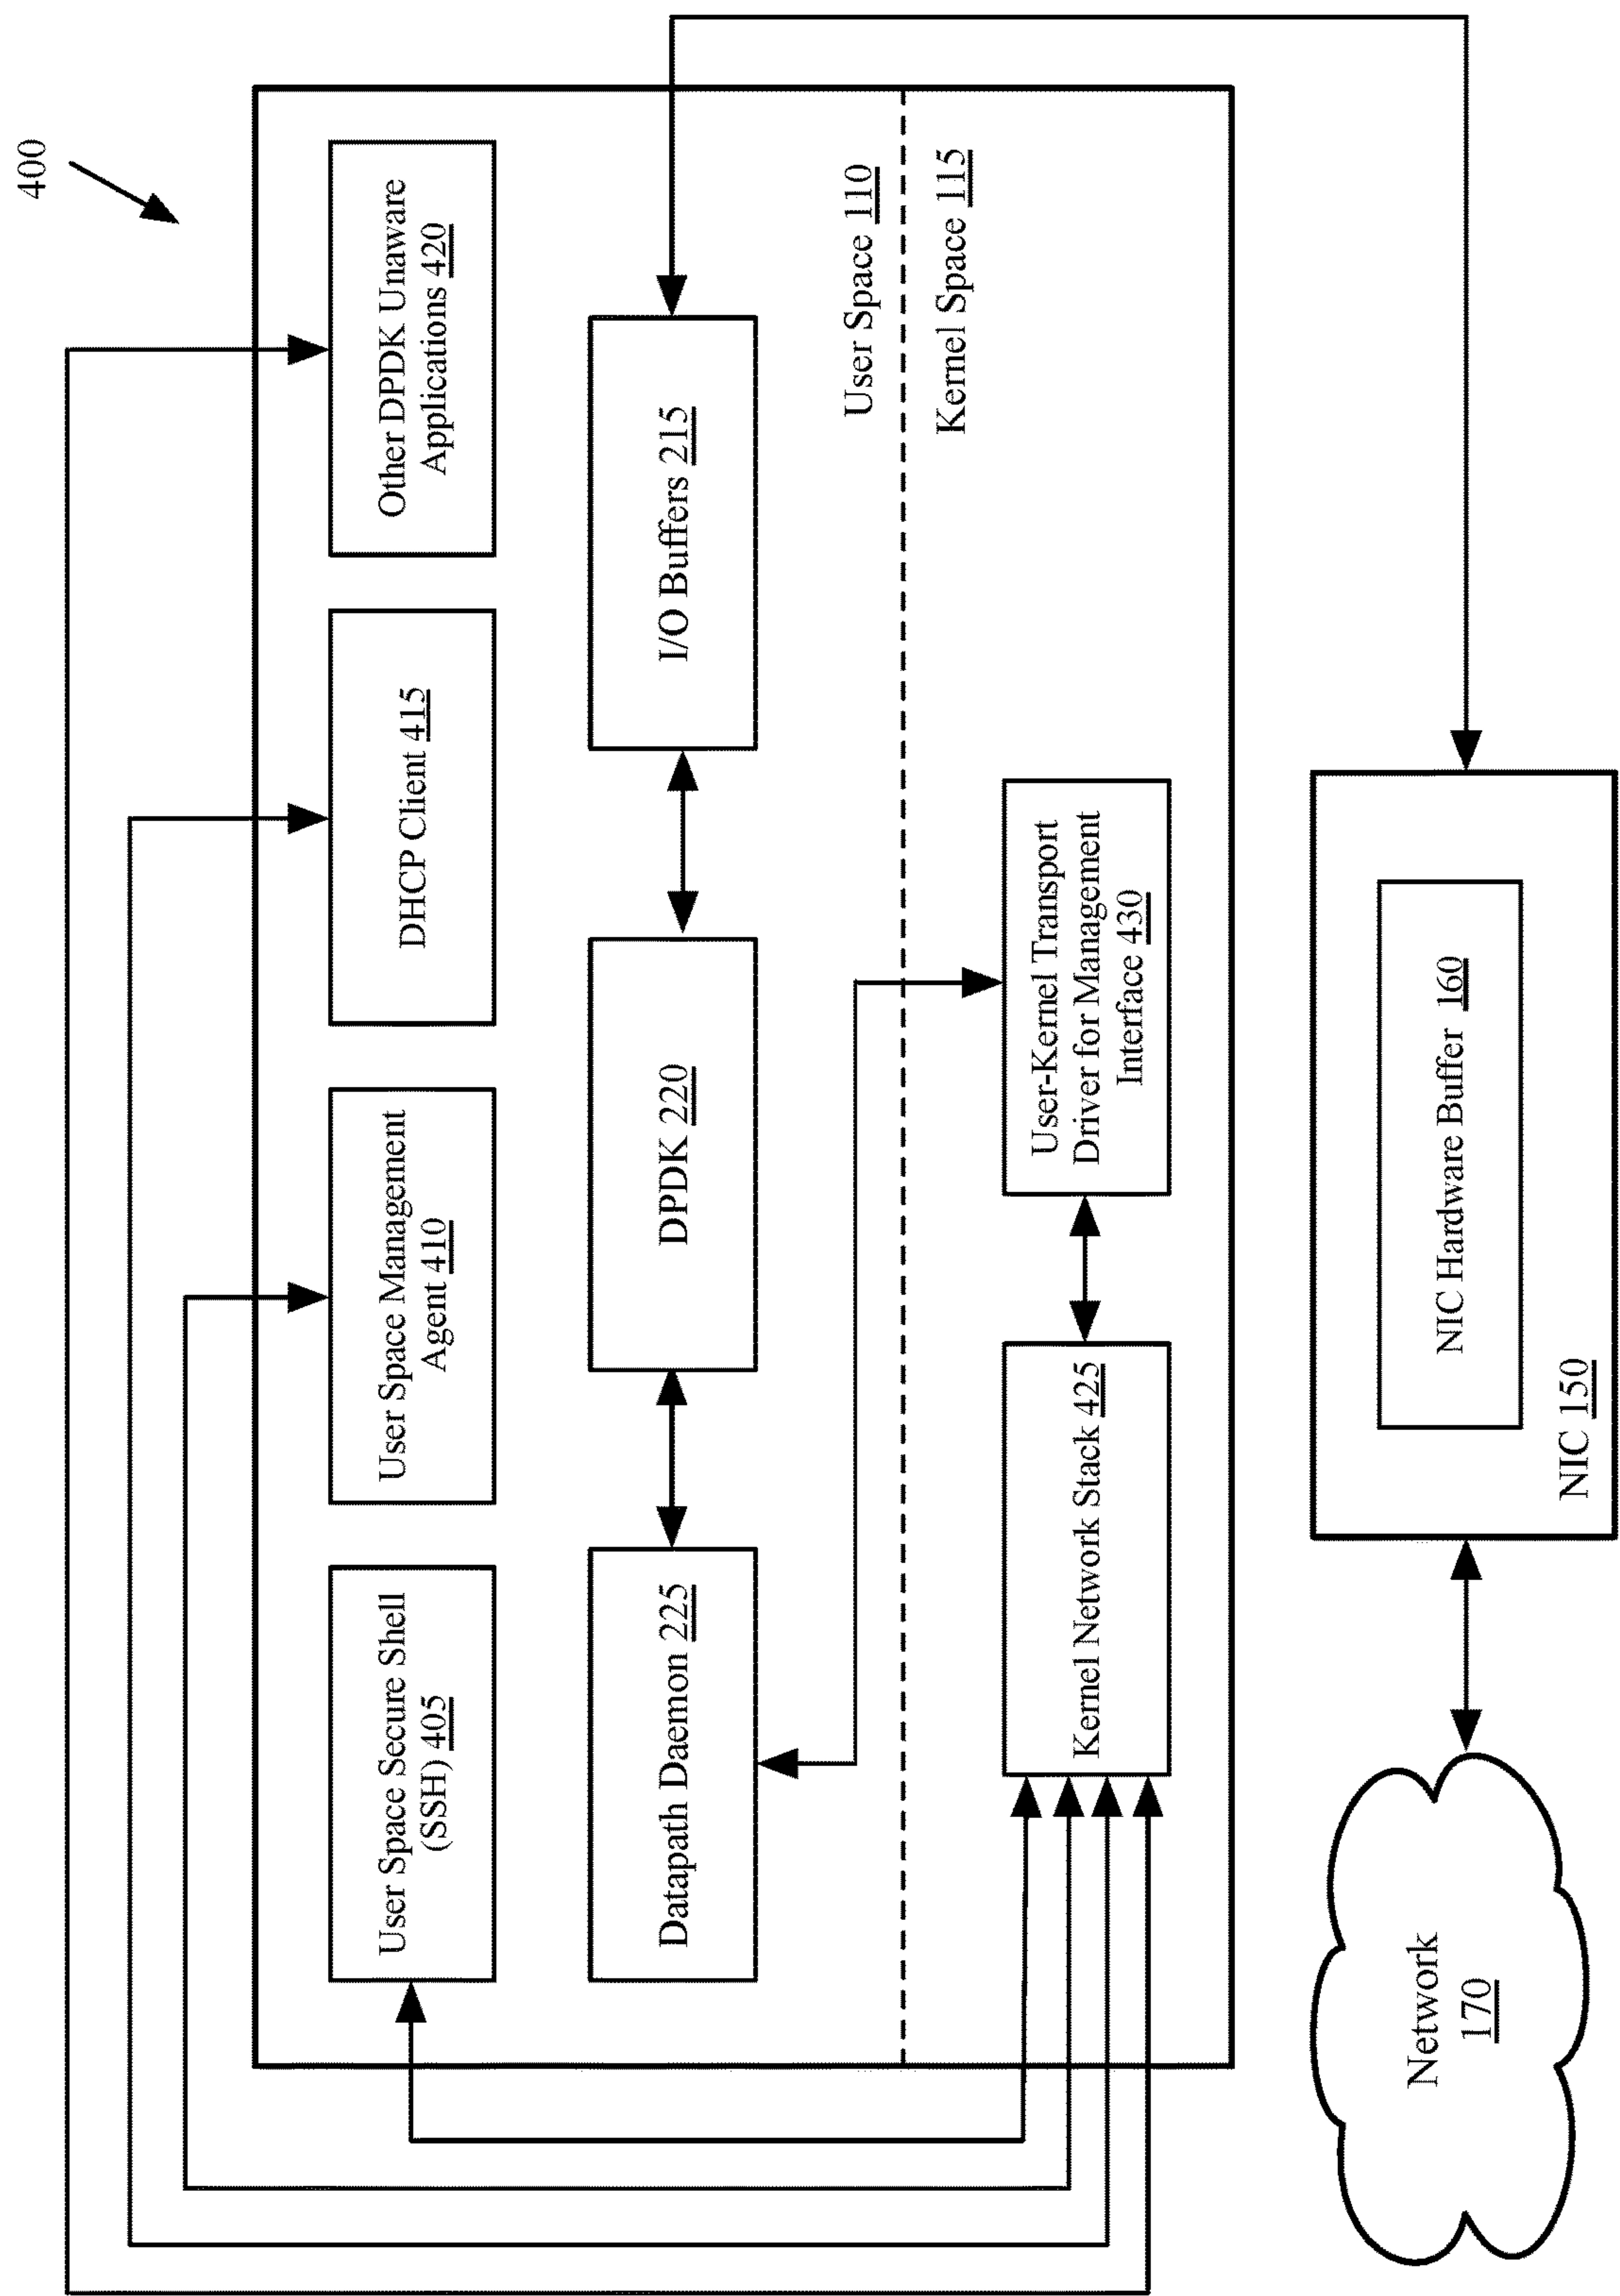 400
User Space Secure Shell
(SSH) 405
User Space Management
Agent 410
DHCP Client 415
Other DPDK Unaware
Applications 420
Datapath Daemon 225
DPDK 220
I/O Buffers 215
User Space 110
Kernel Space 115
Kernel Network Stack 425
User-Kernel Transport
Driver for Management
Interface 430
Network
170
NIC Hardware Buffer 160
NIC 150